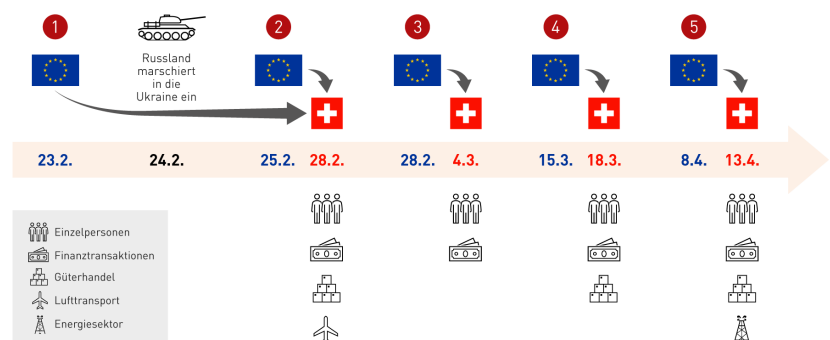 1
2
3
4
5
Russland
marschiert
in die
Ukraine ein
23.2.
24.2.
25.2.
28.2.
28.2.
4.3.
15.3.
18.3.
8.4.
13.4.
Einzelpersonen
Finanztransaktionen
Güterhandel
Lufttransport
Energiesektor